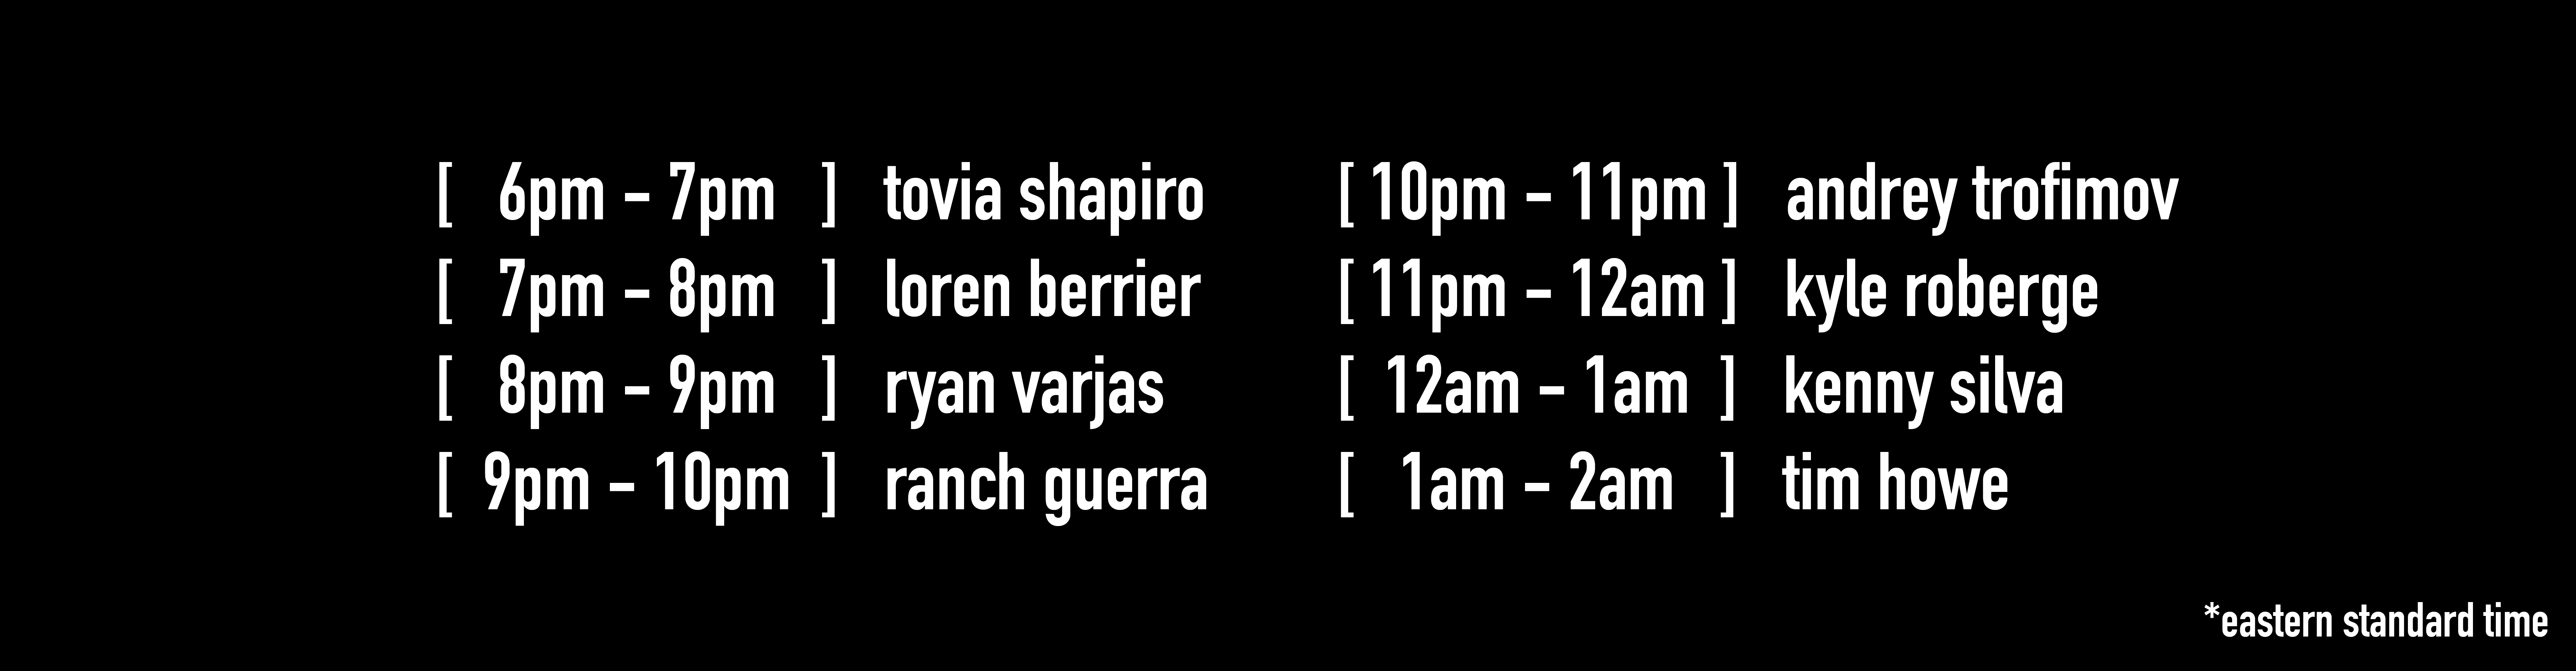 [ 6pm – 7pm ] tovia shapiro
[ 7pm – 8pm ] loren berrier
[ 8pm – 9pm ] ryan varjas
[ 9pm – 10pm ] ranch guerra
[ 10pm – 11pm ] andrey trofimov
[ 11pm – 12am ] kyle roberge
[ 12am – 1am ] kenny silva
[ 1am – 2am ] tim howe
*eastern standard time